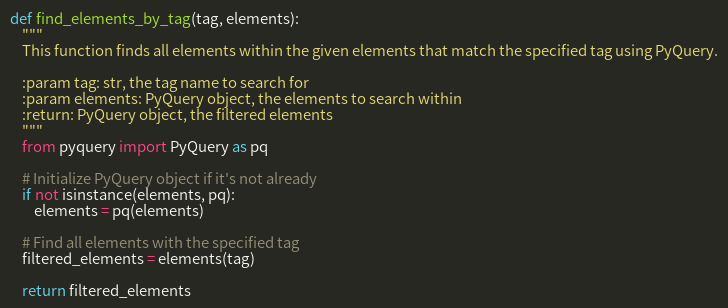 def find_elements_by_tag(tag, elements):
    """
    This function finds all elements within the given elements that match the specified tag using PyQuery.

    :param tag: str, the tag name to search for
    :param elements: PyQuery object, the elements to search within
    :return: PyQuery object, the filtered elements
    """
    from pyquery import PyQuery as pq

    # Initialize PyQuery object if it's not already
    if not isinstance(elements, pq):
        elements = pq(elements)

    # Find all elements with the specified tag
    filtered_elements = elements(tag)

    return filtered_elements